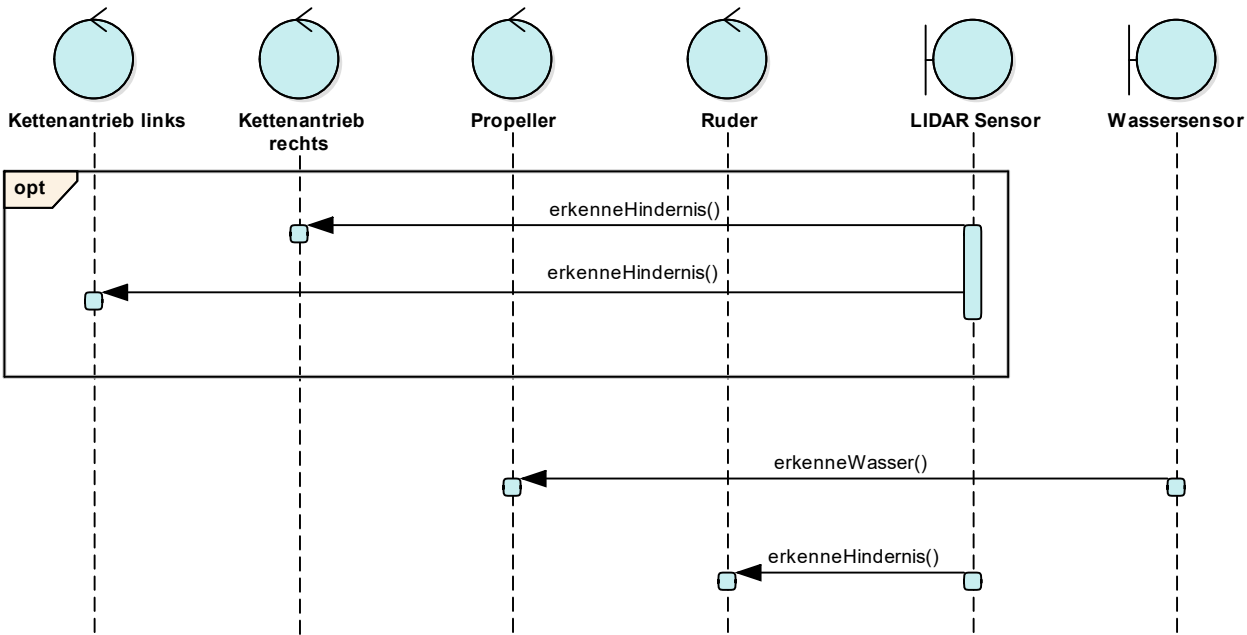 Kettenantrieb links
Kettenantrieb
rechts
Propeller
Ruder
LIDAR Sensor
Wassersensor
opt
erkenneHindernis()
erkenneHindernis()
erkenneWasser()
erkenneHindernis()